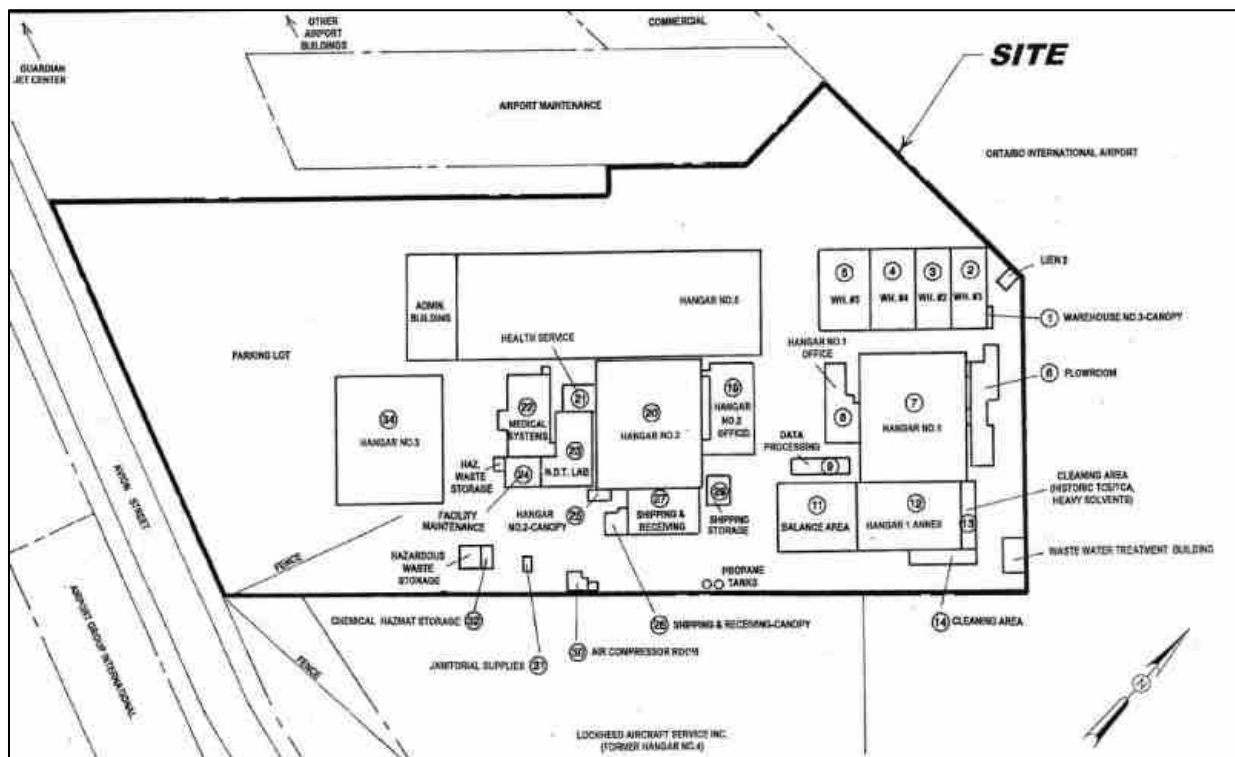 OTHER
AIRPORT
BUILDINGS
COMMERCIAL
GUARDIAN
JET CENTER
SITE
AIRPORT MAINTENANCE
ONTARIO INTERNATIONAL AIRPORT
5
4
3
2
WH. #5
WH. #4
WH. #2
WH. #3
LIEN 2
ADMIN.
BUILDING
HANGAR NO.5
1 WAREHOUSE NO.3-CANOPY
HEALTH SERVICE
HANGAR NO.1
OFFICE
PARKING LOT
6 PLOWROOM
34
HANGAR NO.3
22
MEDICAL
SYSTEMS
21
20
HANGAR NO.2
19
HANGAR
NO.2
OFFICE
8
7
HANGAR NO.1
DATA
PROCESSING
9
23
N.D.T. LAB
HAZ.
WASTE
STORAGE
24
FACILITY
MAINTENANCE
HANGAR
NO.2-CANOPY
25
27
SHIPPING &
RECEIVING
SHIPPING
STORAGE
11
BALANCE AREA
12
HANGAR 1 ANNEX
13
CLEANING AREA
(HISTORIC TCE/TCA,
HEAVY SOLVENTS)
AVION STREET
FENCE
HAZARDOUS
WASTE
STORAGE
PROPANE
TANKS
WASTE WATER TREATMENT BUILDING
CHEMICAL HAZMAT STORAGE 32
26 SHIPPING & RECEIVING-CANOPY
14 CLEANING AREA
JANITORIAL SUPPLIES 31
30 AIR COMPRESSOR ROOM
FENCE
AIRPORT GROUP INTERNATIONAL
N
LOCKHEED AIRCRAFT SERVICE INC.
(FORMER HANGAR NO.4)